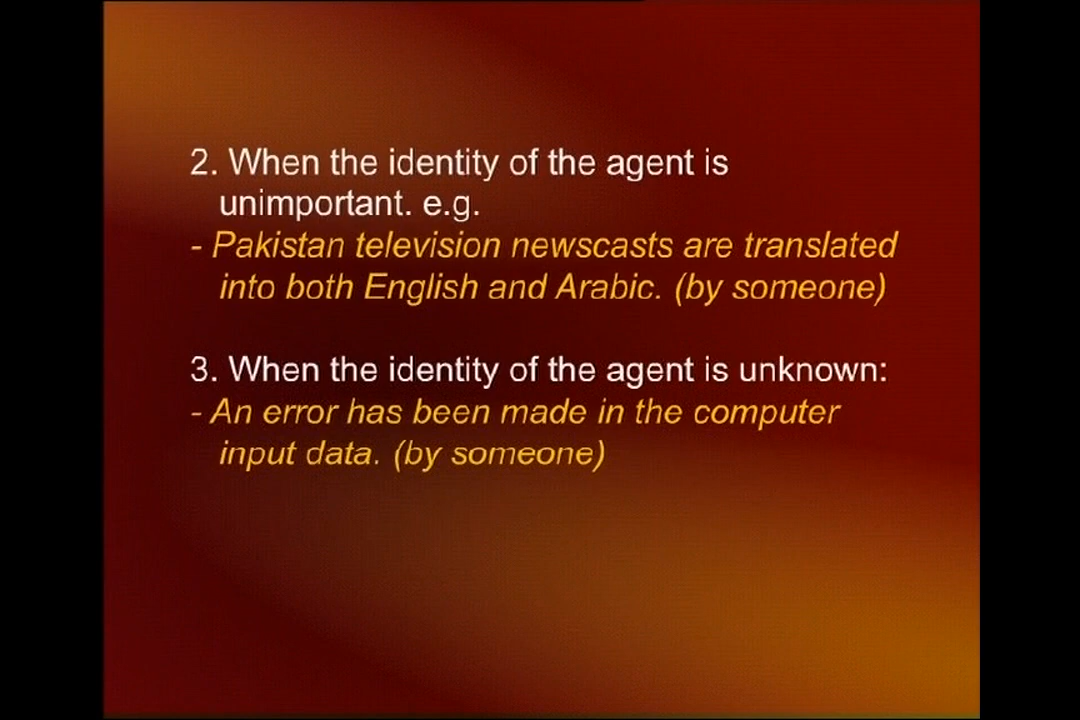 2. When the identity of the agent is
unimportant. e.g.
- Pakistan television newscasts are translated
into both English and Arabic. (by someone)
3. When the identity of the agent is unknown:
- An error has been made in the computer
input data. (by someone)